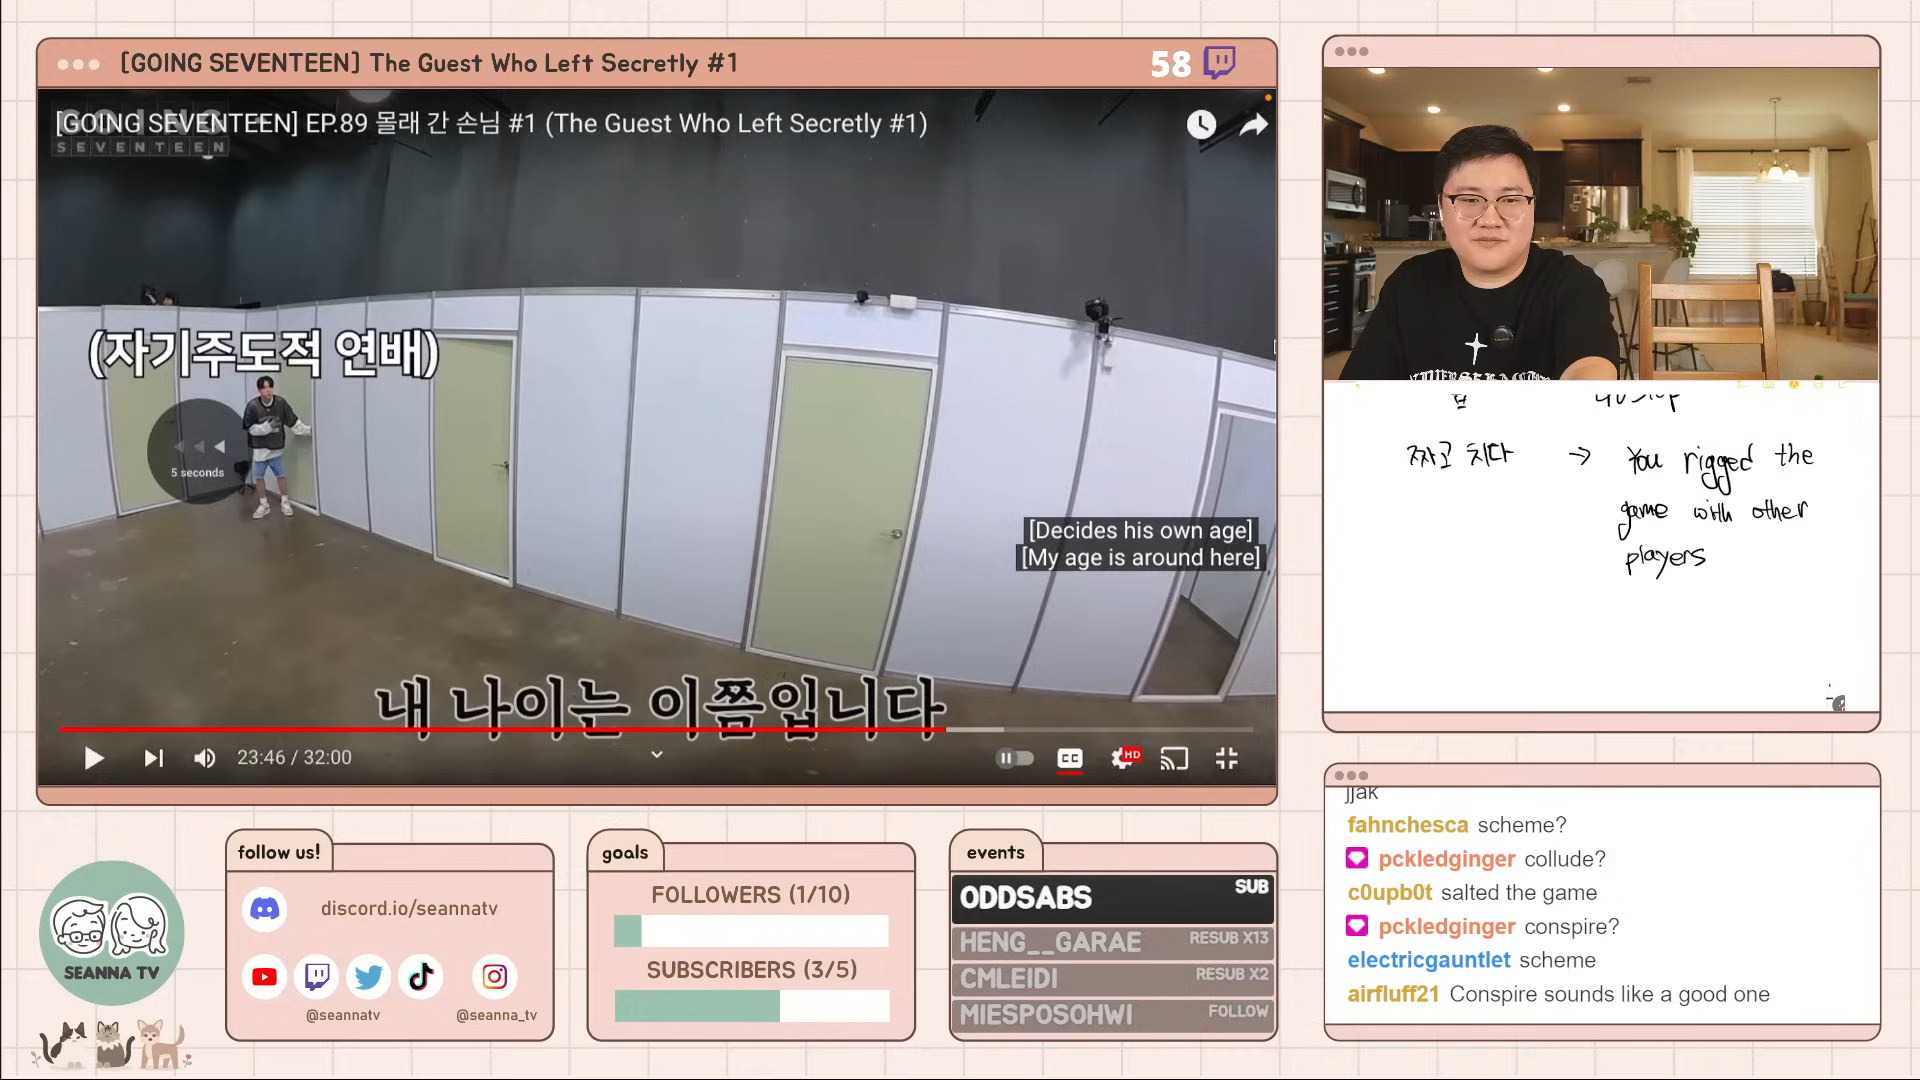 [GOING SEVENTEEN] The Guest Who Left Secretly #1
58
GOING
SEVENTEEN
[GOING SEVENTEEN] EP.89 몰래 간 손님 #1 (The Guest Who Left Secretly #1)
(자기주도적 연배)
5 seconds
[Decides his own age]
[My age is around here]
내 나이는 이쯤입니다
23:46 / 32:00
CC
HD
짜고 치다 → You rigged the
game with other
players
jjak
fahnchesca scheme?
pckledginger collude?
c0upb0t salted the game
pckledginger conspire?
electricgauntlet scheme
airfluff21 Conspire sounds like a good one
SEANNA TV
follow us!
discord.io/seannatv
@seannatv
@seanna_tv
goals
FOLLOWERS (1/10)
SUBSCRIBERS (3/5)
events
ODDSABS SUB
HENG__GARAE RESUB X13
CMLEIDI RESUB X2
MIESPOSOHWI FOLLOW